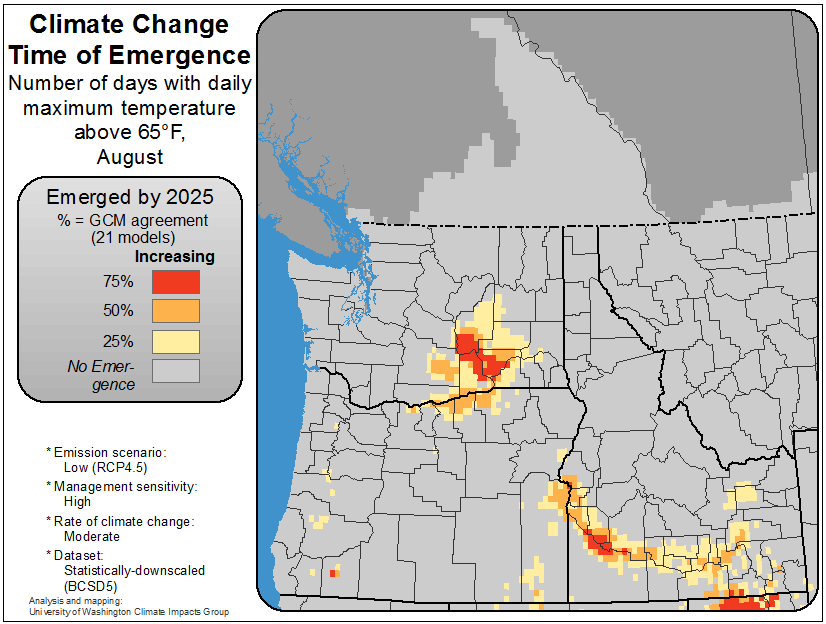 Climate Change
Time of Emergence
Number of days with daily
maximum temperature
above 65°F,
August
Emerged by 2025
% = GCM agreement
(21 models)
Increasing
75%
50%
25%
No Emer-
gence
* Emission scenario:
Low (RCP4.5)
* Management sensitivity:
High
* Rate of climate change:
Moderate
* Dataset:
Statistically-downscaled
(BCSD5)
Analysis and mapping:
University of Washington Climate Impacts Group